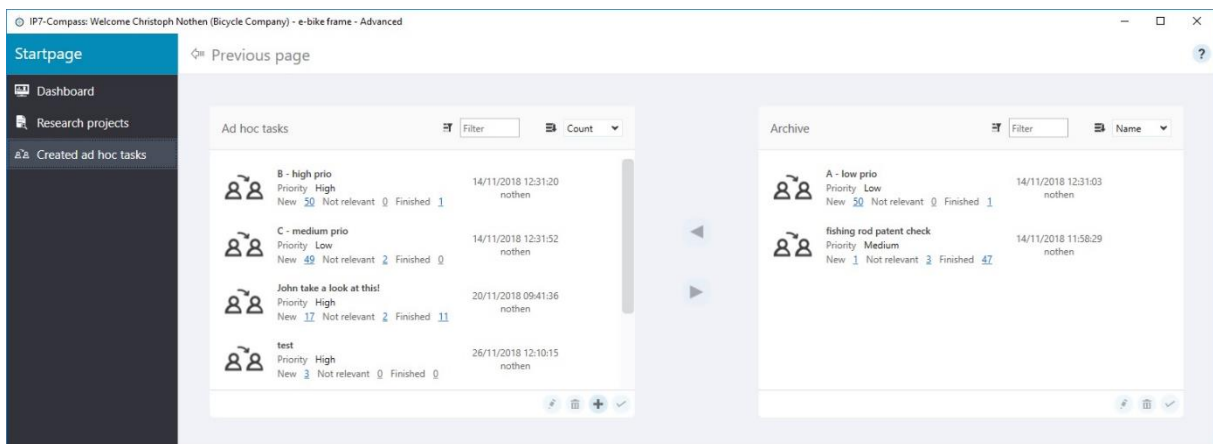 IP7-Compass: Welcome Christoph Nothen (Bicycle Company) - e-bike frame - Advanced
Startpage
Previous page
?
Dashboard
Research projects
Created ad hoc tasks
Ad hoc tasks
Filter
Count
B - high prio
Priority High
New 50 Not relevant 0 Finished 1
14/11/2018 12:31:20
nothen
C - medium prio
Priority Low
New 49 Not relevant 2 Finished 0
14/11/2018 12:31:52
nothen
John take a look at this!
Priority High
New 17 Not relevant 2 Finished 11
20/11/2018 09:41:36
nothen
test
Priority High
New 3 Not relevant 0 Finished 0
26/11/2018 12:10:15
nothen
Archive
Filter
Name
A - low prio
Priority Low
New 50 Not relevant 0 Finished 1
14/11/2018 12:31:03
nothen
fishing rod patent check
Priority Medium
New 1 Not relevant 3 Finished 47
14/11/2018 11:58:29
nothen